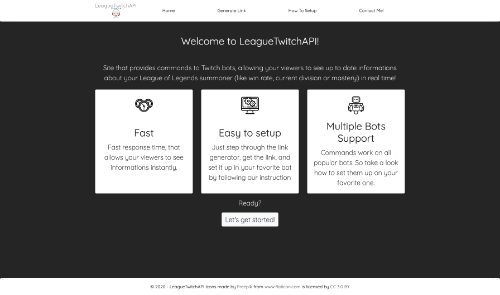 LeagueTwitchAPI
Home
Generate Link
How To Setup
Contact Me!
Welcome to LeagueTwitchAPI!
Site that provides commands to Twitch bots, allowing your viewers to see up to date informations
about your League of Legends summoner (like win rate, current division or mastery) in real time!
Fast
Fast response time, that
allows your viewers to see
informations instantly.
Easy to setup
Just step through the link
generator, get the link, and
set it up in your favorite bot
by following our instruction
Multiple Bots
Support
Commands work on all
popular bots. So take a look
how to set them up on your
favorite one.
Ready?
Let's get started!
© 2020 - LeagueTwitchAPI Icons made by Freepik from www.flaticon.com is licensed by CC 3.0 BY